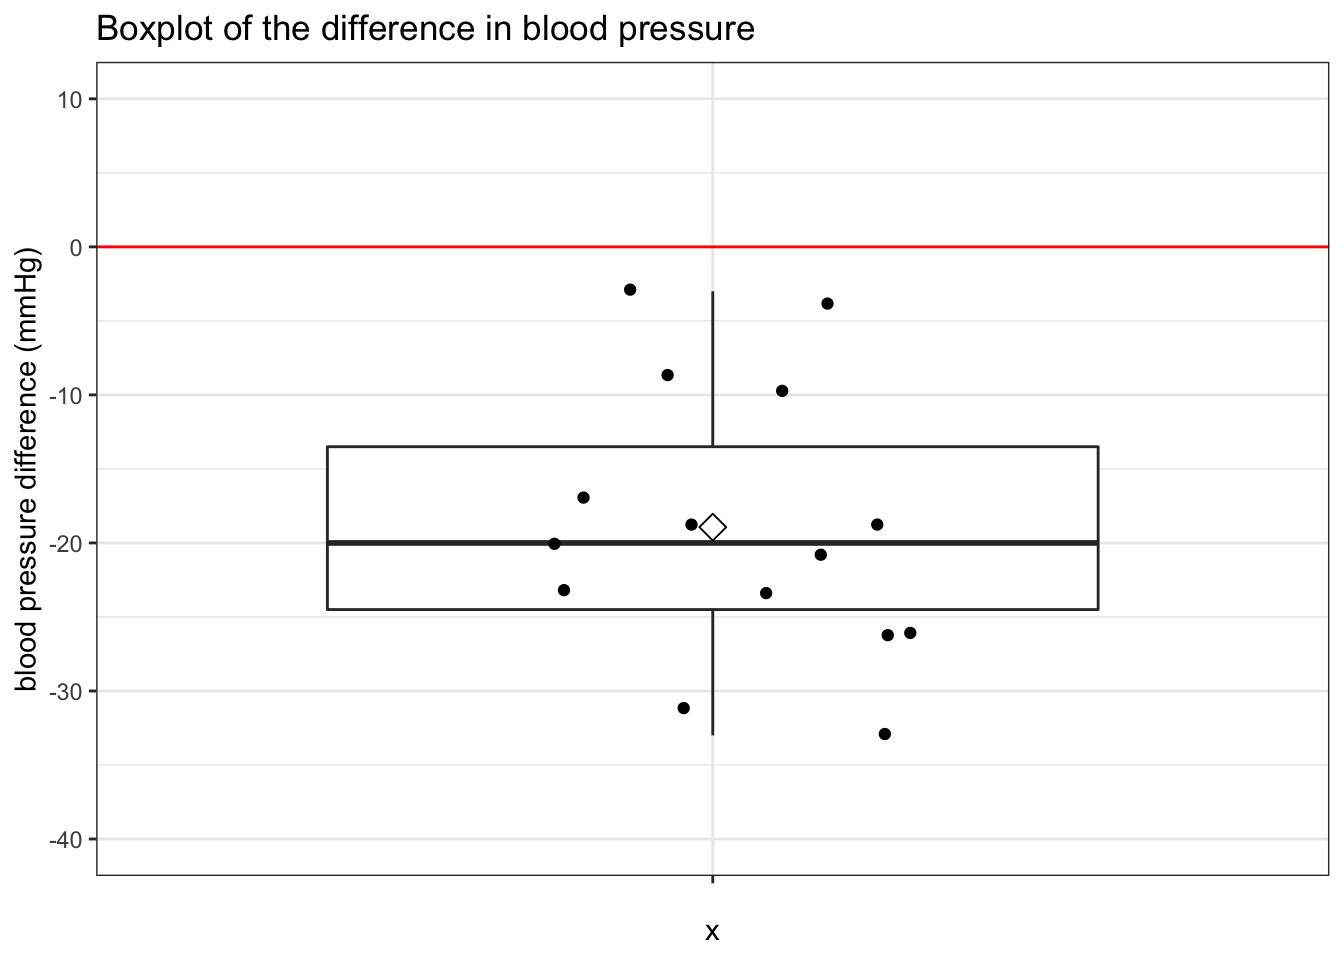 Boxplot of the difference in blood pressure
blood pressure difference (mmHg)
10
0
-10
-20
-30
-40
x